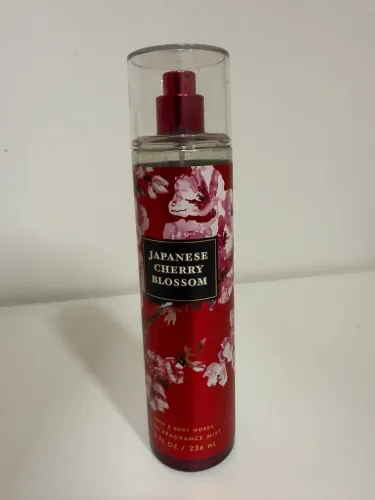 JAPANESE
CHERRY
BLOSSOM
& BODY WORKS
FRAGRANCE MIST
FL OZ / 236 mL